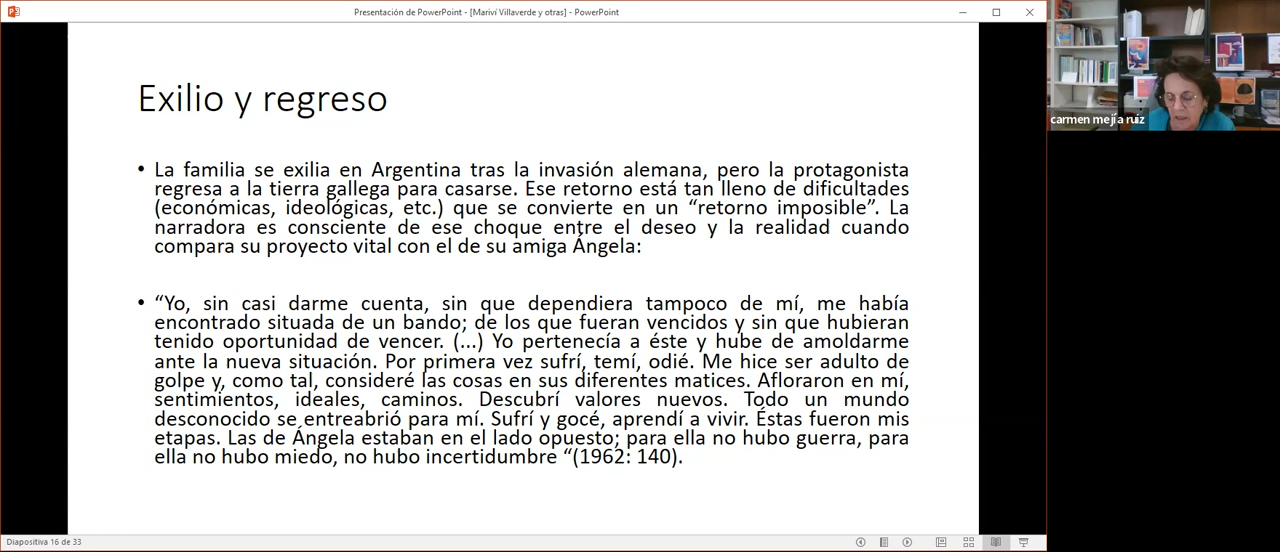 Presentación de PowerPoint - [Mariví Villaverde y otras] - PowerPoint
Exilio y regreso
• La familia se exilia en Argentina tras la invasión alemana, pero la protagonista
regresa a la tierra gallega para casarse. Ese retorno está tan lleno de dificultades
(económicas, ideológicas, etc.) que se convierte en un “retorno imposible”. La
narradora es consciente de ese choque entre el deseo y la realidad cuando
compara su proyecto vital con el de su amiga Ángela:
• “Yo, sin casi darme cuenta, sin que dependiera tampoco de mí, me había
encontrado situada de un bando; de los que fueran vencidos y sin que hubieran
tenido oportunidad de vencer. (...) Yo pertenecía a éste y hube de amoldarme
ante la nueva situación. Por primera vez sufrí, temí, odié. Me hice ser adulto de
golpe y, como tal, consideré las cosas en sus diferentes matices. Afloraron en mí,
sentimientos, ideales, caminos. Descubrí valores nuevos. Todo un mundo
desconocido se entreabrió para mí. Sufrí y gocé, aprendí a vivir. Éstas fueron mis
etapas. Las de Ángela estaban en el lado opuesto; para ella no hubo guerra, para
ella no hubo miedo, no hubo incertidumbre “(1962: 140).
Diapositiva 16 de 33
carmen mejía ruiz